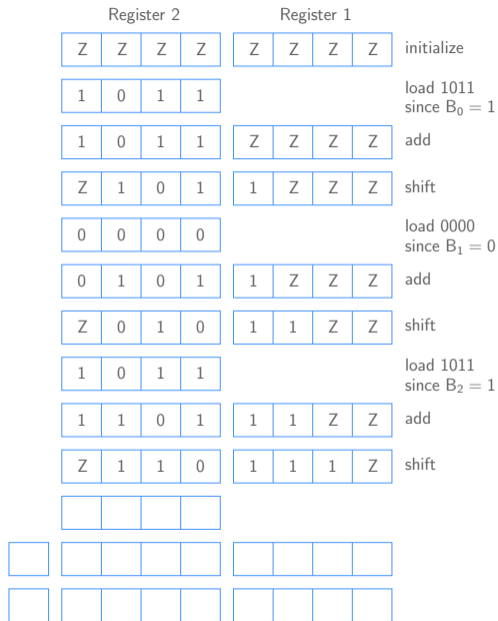 Register 2 Register 1
Z Z Z Z Z Z Z Z initialize
1 0 1 1 load 1011
since B₀ = 1
1 0 1 1 Z Z Z Z add
Z 1 0 1 1 Z Z Z shift
0 0 0 0 load 0000
since B₁ = 0
0 1 0 1 1 Z Z Z add
Z 0 1 0 1 1 Z Z shift
1 0 1 1 load 1011
since B₂ = 1
1 1 0 1 1 1 Z Z add
Z 1 1 0 1 1 1 Z shift